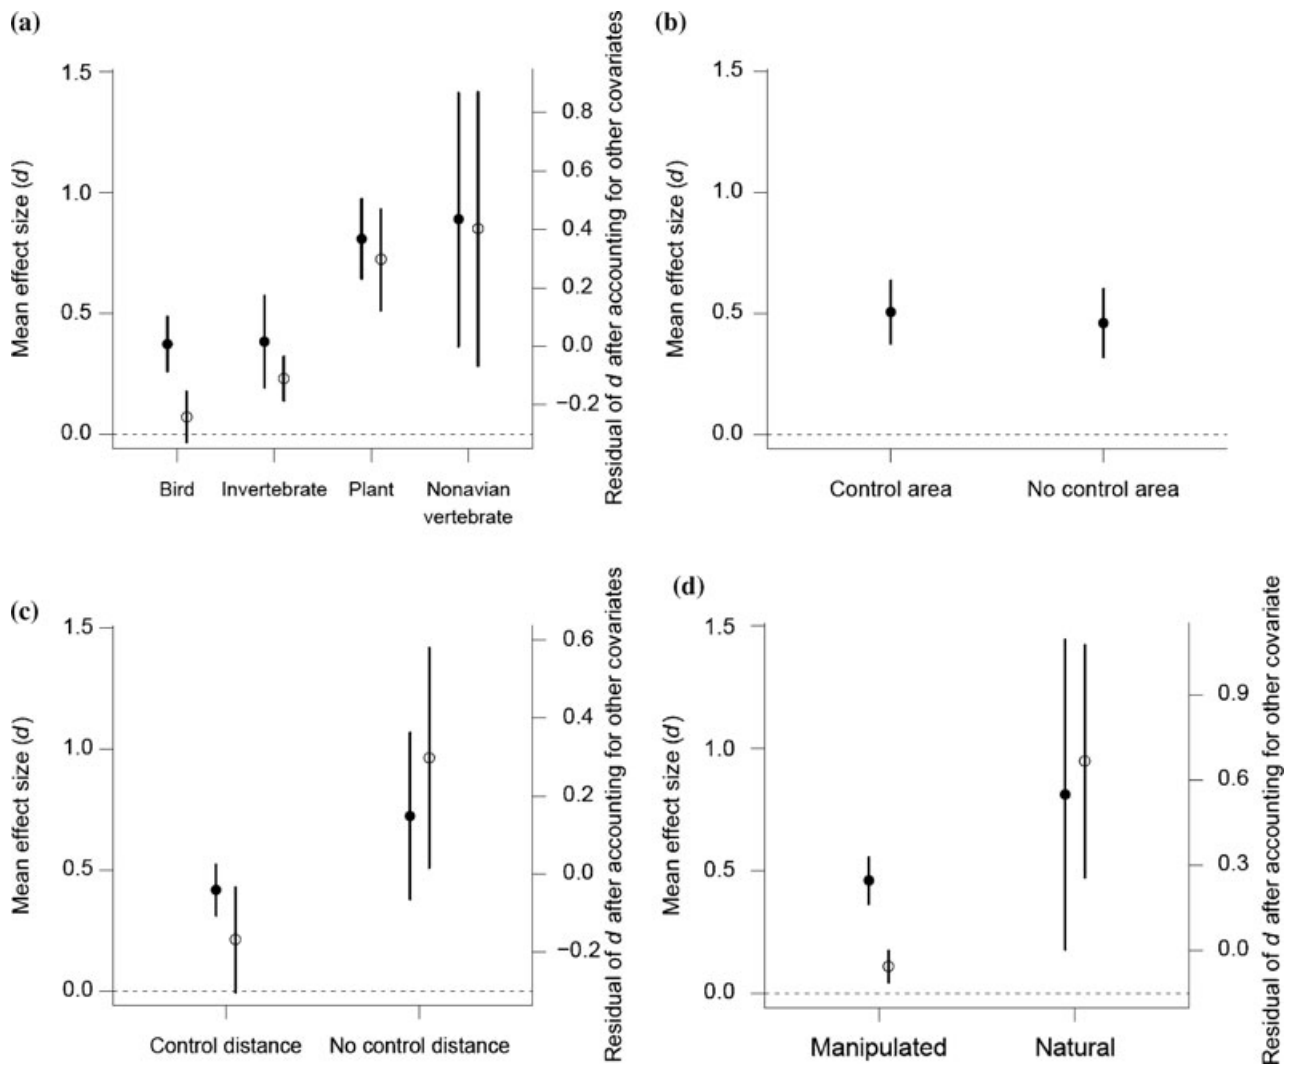 (a)
Mean effect size (d)
1.5
1.0
0.5
0.0
Bird
Invertebrate
Plant
Nonavian
vertebrate
0.8
0.6
0.4
0.2
0.0
−0.2
Residual of d after accounting for other covariates
(b)
Mean effect size (d)
1.5
1.0
0.5
0.0
Control area
No control area
(c)
Mean effect size (d)
1.5
1.0
0.5
0.0
Control distance
No control distance
0.6
0.4
0.2
0.0
−0.2
Residual of d after accounting for other covariates
(d)
Mean effect size (d)
1.5
1.0
0.5
0.0
Manipulated
Natural
0.9
0.6
0.3
0.0
Residual of d after accounting for other covariate